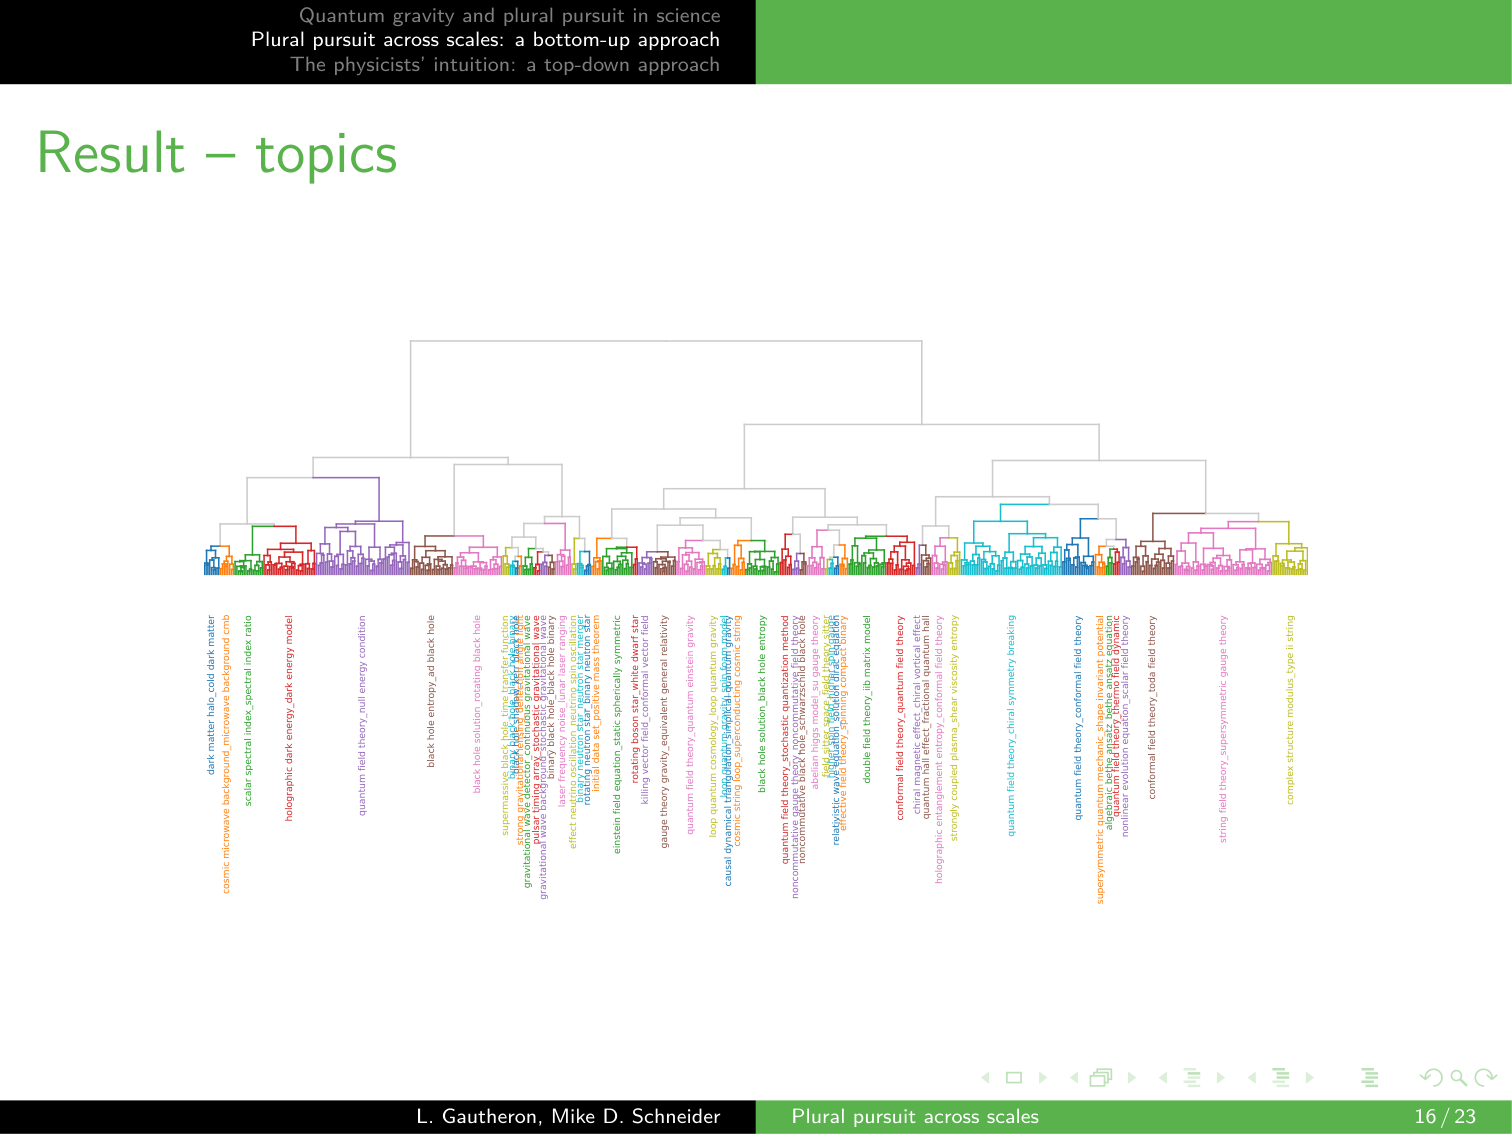 Quantum gravity and plural pursuit in science
Plural pursuit across scales: a bottom-up approach
The physicists' intuition: a top-down approach
Result – topics
dark matter halo_cold dark matter
cosmic microwave background_microwave background cmb
scalar spectral index_spectral index ratio
holographic dark energy_dark energy model
quantum field theory_null energy condition
black hole entropy_ad black hole
black hole solution_rotating black hole
supermassive black hole_time transfer function
gravitational wave detector_continuous gravitational wave
pulsar timing array_stochastic gravitational wave
gravitational wave background_stochastic gravitational wave
binary black hole_black hole binary
laser frequency noise_lunar laser ranging
effect neutrino oscillation_neutrino spin oscillation
binary neutron star_neutron star merger
rotating neutron star_binary neutron star
initial data set_positive mass theorem
einstein field equation_static spherically symmetric
rotating boson star_white dwarf star
killing vector field_conformal vector field
gauge theory gravity_equivalent general relativity
quantum field theory_quantum einstein gravity
loop quantum cosmology_loop quantum gravity
causal dynamical triangulation_simplicial quantum gravity
cosmic string loop_superconducting cosmic string
black hole solution_black hole entropy
quantum field theory_stochastic quantization method
noncommutative gauge theory_noncommutative field theory
noncommutative black hole_schwarzschild black hole
abelian higgs model_su gauge theory
relativistic wave equation_solution dirac equation
effective field theory_spinning compact binary
double field theory_iib matrix model
conformal field theory_quantum field theory
chiral magnetic effect_chiral vortical effect
quantum hall effect_fractional quantum hall
holographic entanglement entropy_conformal field theory
strongly coupled plasma_shear viscosity entropy
quantum field theory_chiral symmetry breaking
quantum field theory_conformal field theory
supersymmetric quantum mechanic_shape invariant potential
algebraic bethe ansatz_bethe ansatz equation
quantum field theory_thermo field dynamic
nonlinear evolution equation_scalar field theory
conformal field theory_toda field theory
string field theory_supersymmetric gauge theory
complex structure modulus_type ii string
L. Gautheron, Mike D. Schneider
Plural pursuit across scales
16 / 23